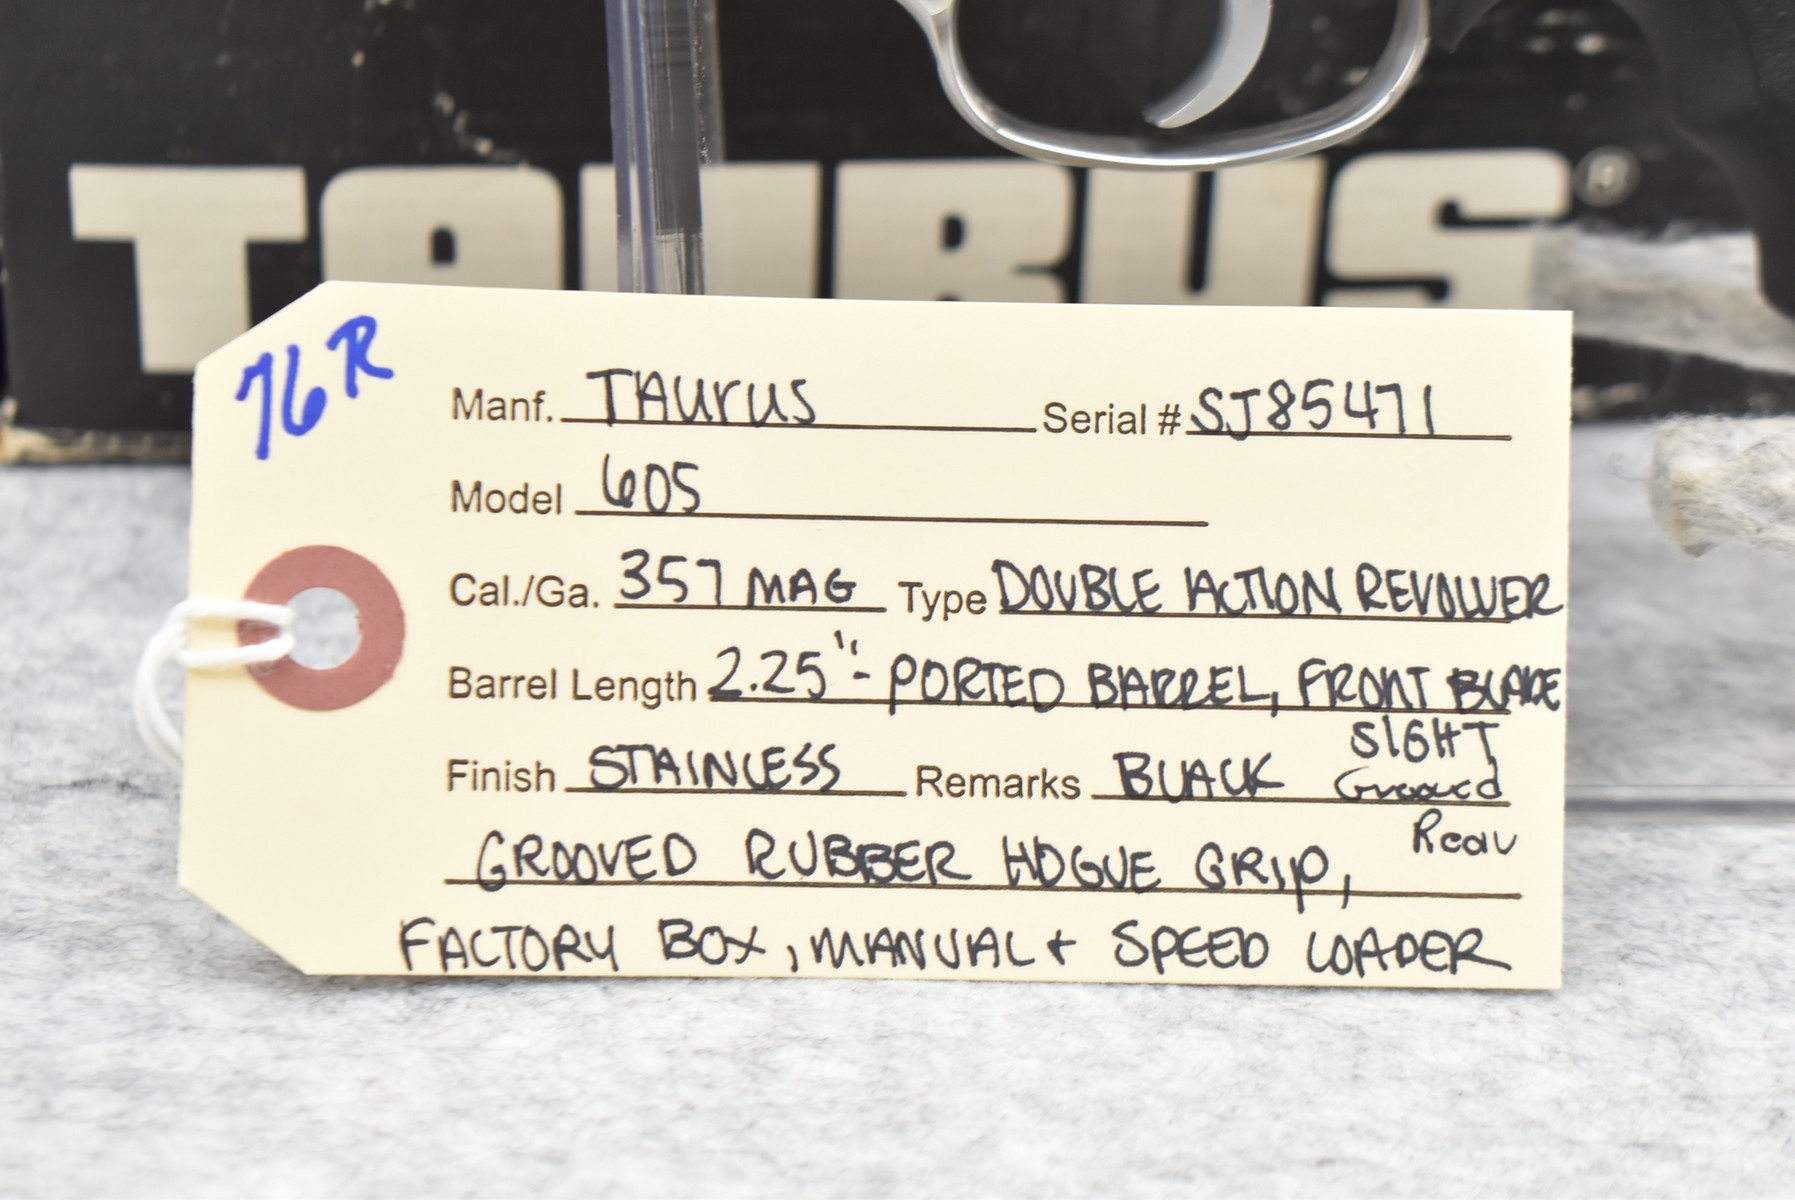 TAURUS®
76R
Manf. TAURUS Serial # SJ85471
Model 605
Cal./Ga. 357 MAG Type DOUBLE ACTION REVOLVER
Barrel Length 2.25" - PORTED BARREL, FRONT BLADE
SIGHT
Finish STAINLESS Remarks BLACK Grooved
Rear
GROOVED RUBBER HOGUE GRIP,
FACTORY BOX, MANUAL + SPEED LOADER